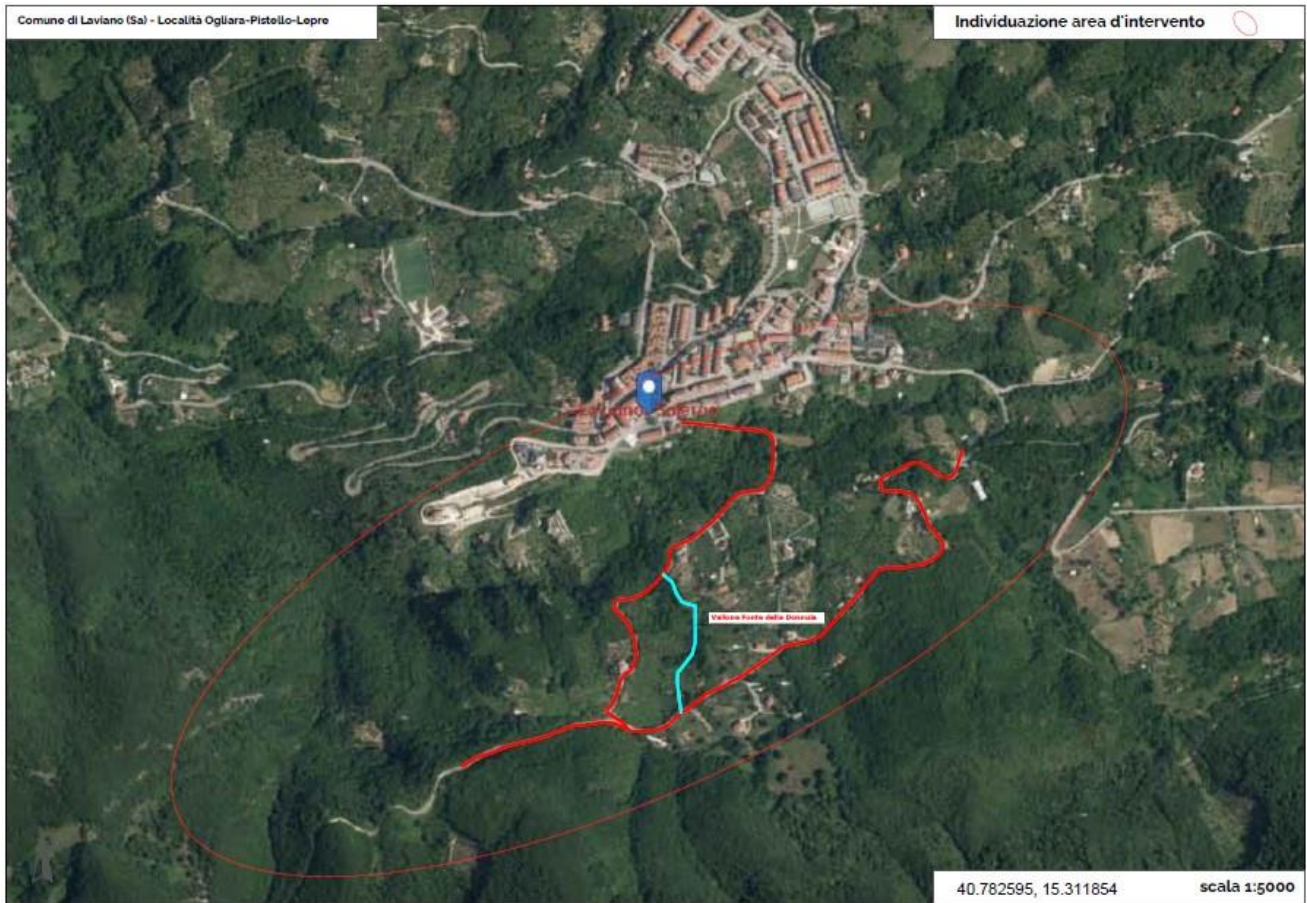 Comune di Laviano (Sa) - Località Ogliara-Pistello-Lepre
Individuazione area d'intervento
Vallone Fonte delle Donnole
40.782595, 15.311854
scala 1:5000